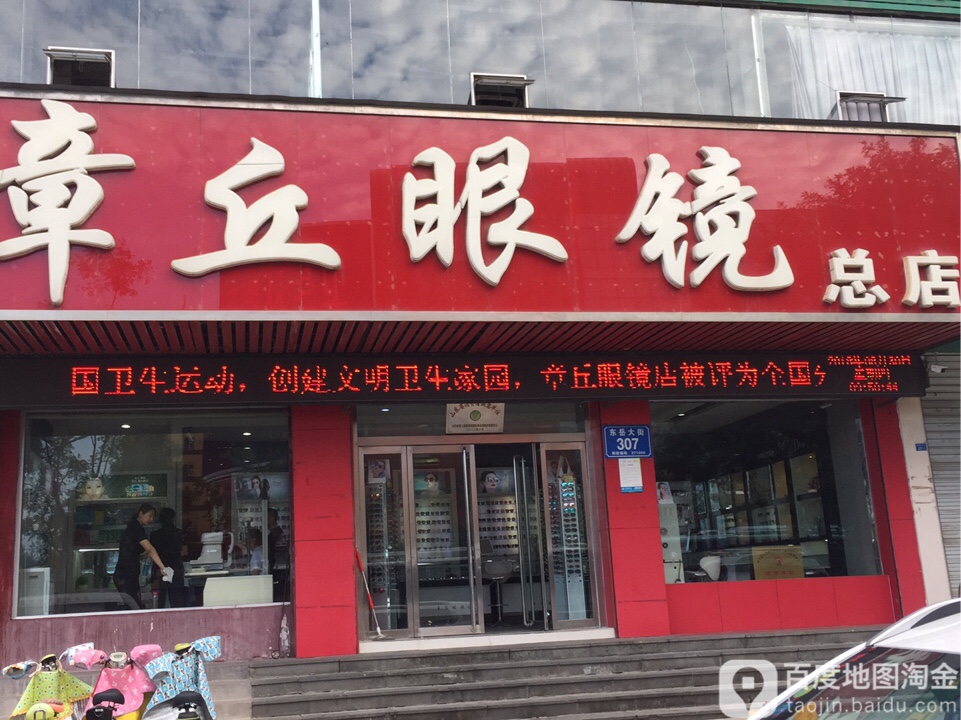 章丘眼镜
总店
国卫生运动，创建文明卫生家园，章丘眼镜店被评为全国
东岳大街
307
百度地图淘金
taojin.baidu.com